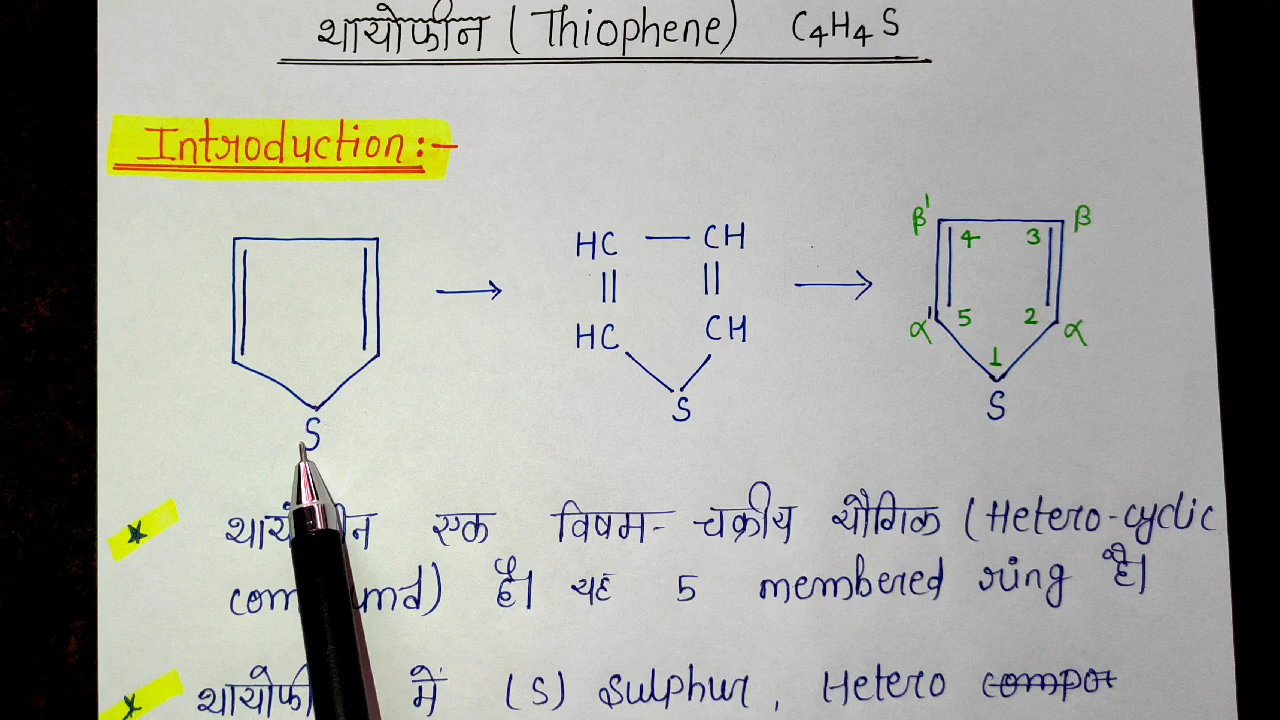 थायोफीन (Thiophene) C₄H₄S
Introduction :-
HC — CH
β' β
4 3
|| ||
HC CH
α' 5 2 α
1
S
S
S
★ एक विषम- चक्रीय यौगिक (Hetero-cyclic
है। यह 5 membered ring है।
★ में (S) Sulphur, Hetero